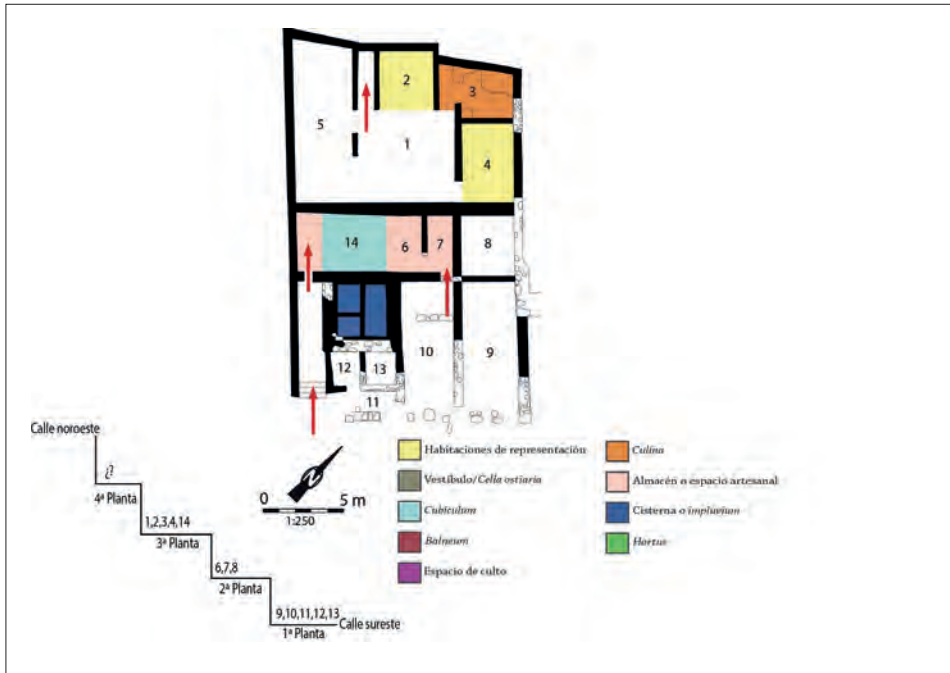 2
3
5
1
4
14
6
7
8
10
9
12
13
11
Calle noroeste
4ª Planta
1,2,3,4,14
3ª Planta
6,7,8
2ª Planta
9,10,11,12,13
Calle sureste
1ª Planta
N
0 5 m
1:250
Habitaciones de representación
Vestíbulo/Cella ostiaria
Cubiculum
Balneum
Espacio de culto
Culina
Almacén o espacio artesanal
Cisterna o impluvium
Hortus